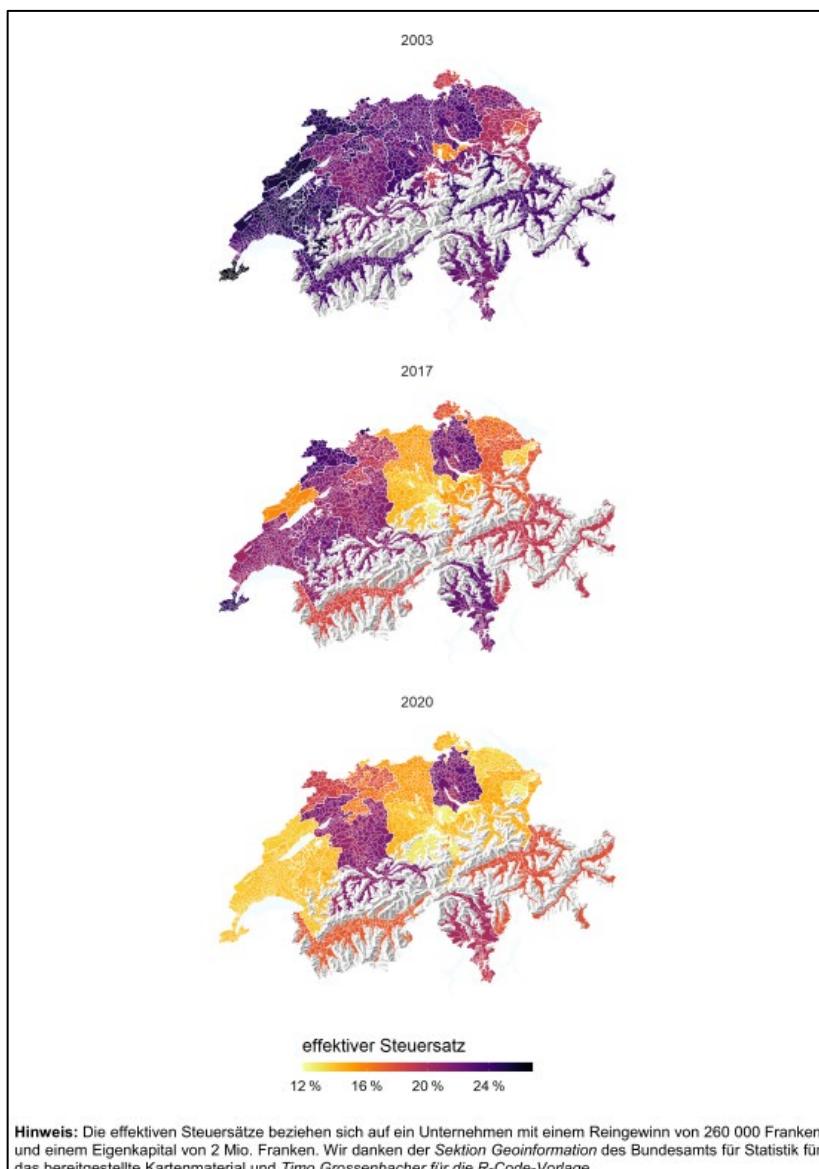 2003
2017
2020
effektiver Steuersatz
12 % 16 % 20 % 24 %
Hinweis: Die effektiven Steuersätze beziehen sich auf ein Unternehmen mit einem Reingewinn von 260 000 Franken
und einem Eigenkapital von 2 Mio. Franken. Wir danken der Sektion Geoinformation des Bundesamts für Statistik für
das bereitgestellte Kartenmaterial und Timo Grossenbacher für die R-Code-Vorlage